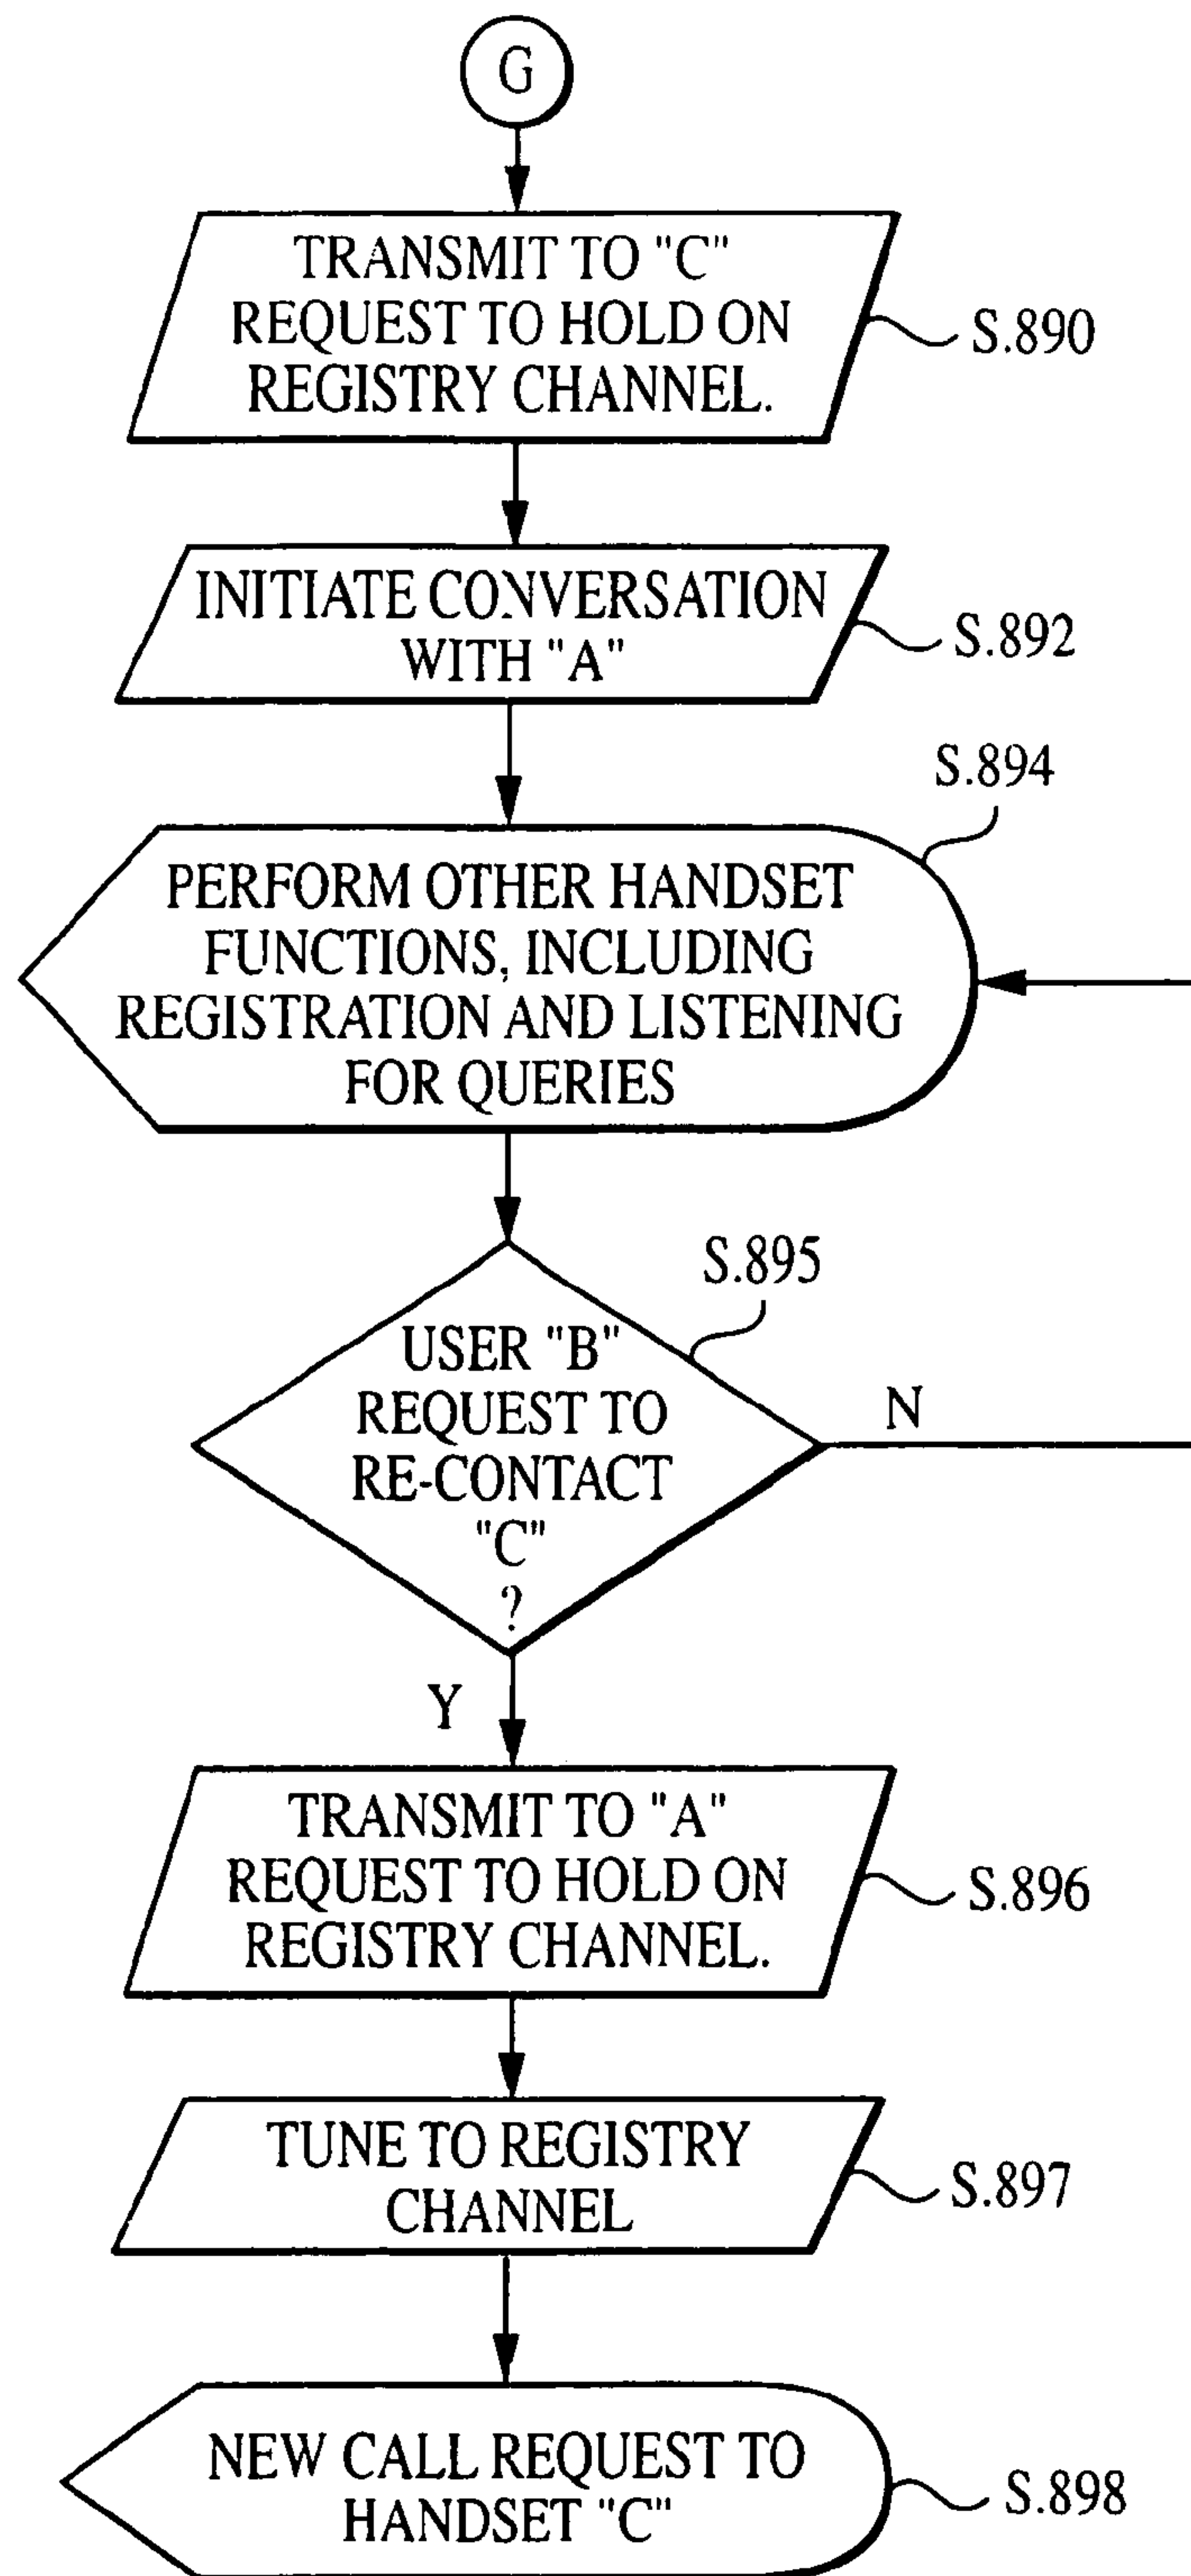 G
TRANSMIT TO "C"
REQUEST TO HOLD ON
REGISTRY CHANNEL.
S.890
INITIATE CONVERSATION
WITH "A"
S.892
S.894
PERFORM OTHER HANDSET
FUNCTIONS, INCLUDING
REGISTRATION AND LISTENING
FOR QUERIES
S.895
USER "B"
REQUEST TO
RE-CONTACT
"C"
?
N
Y
TRANSMIT TO "A"
REQUEST TO HOLD ON
REGISTRY CHANNEL.
S.896
TUNE TO REGISTRY
CHANNEL
S.897
NEW CALL REQUEST TO
HANDSET "C"
S.898